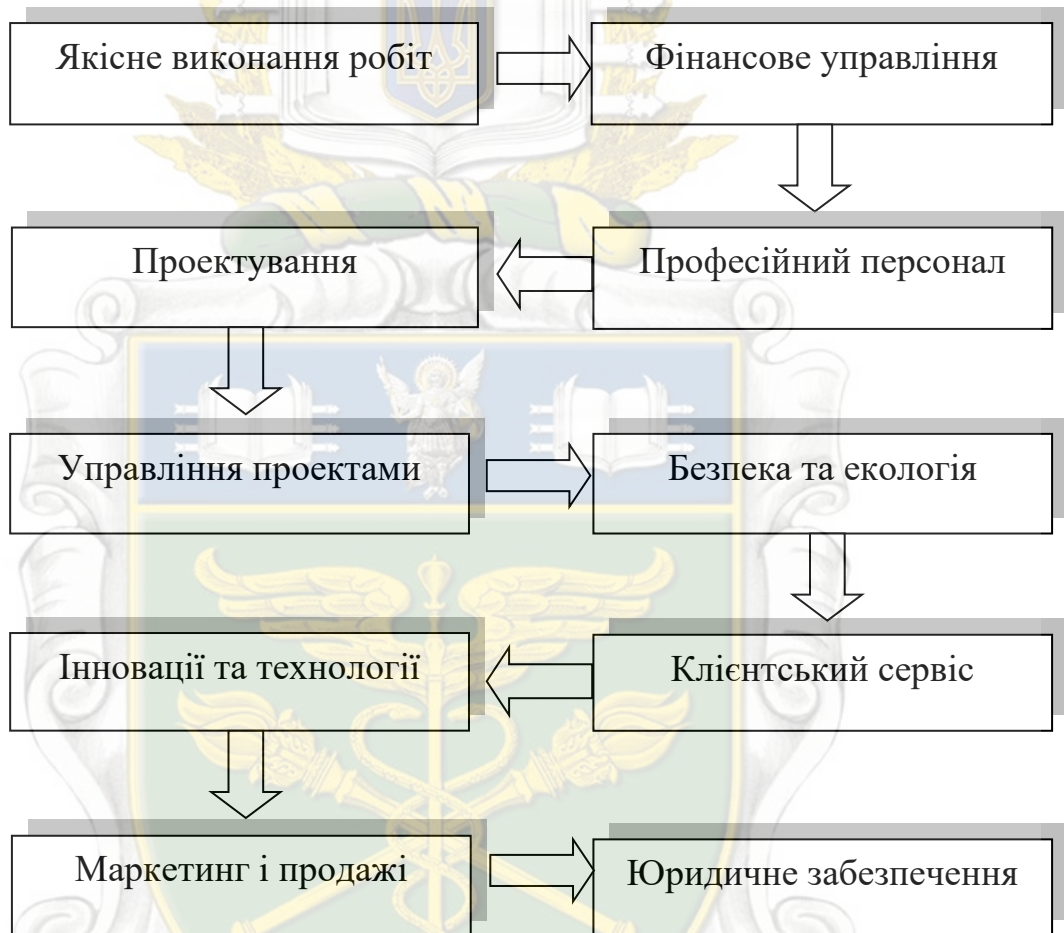 Якісне виконання робіт
Фінансове управління
Проектування
Професійний персонал
Управління проектами
Безпека та екологія
Інновації та технології
Клієнтський сервіс
Маркетинг і продажі
Юридичне забезпечення